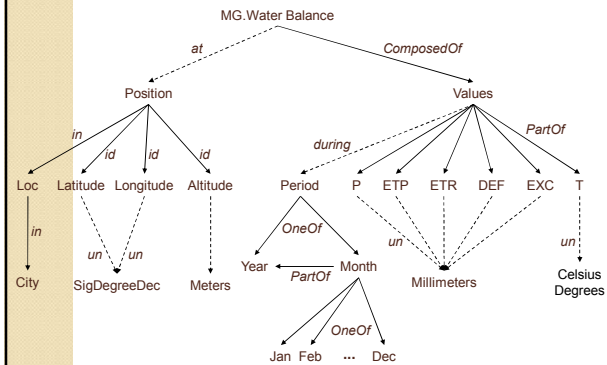 MG.Water Balance
at
ComposedOf
Position
Values
in
id
id
id
during
PartOf
Loc
Latitude
Longitude
Altitude
Period
P
ETP
ETR
DEF
EXC
T
in
un
un
OneOf
un
un
City
SigDegreeDec
Meters
Year
PartOf
Month
Millimeters
Celsius
Degrees
OneOf
Jan
Feb
...
Dec